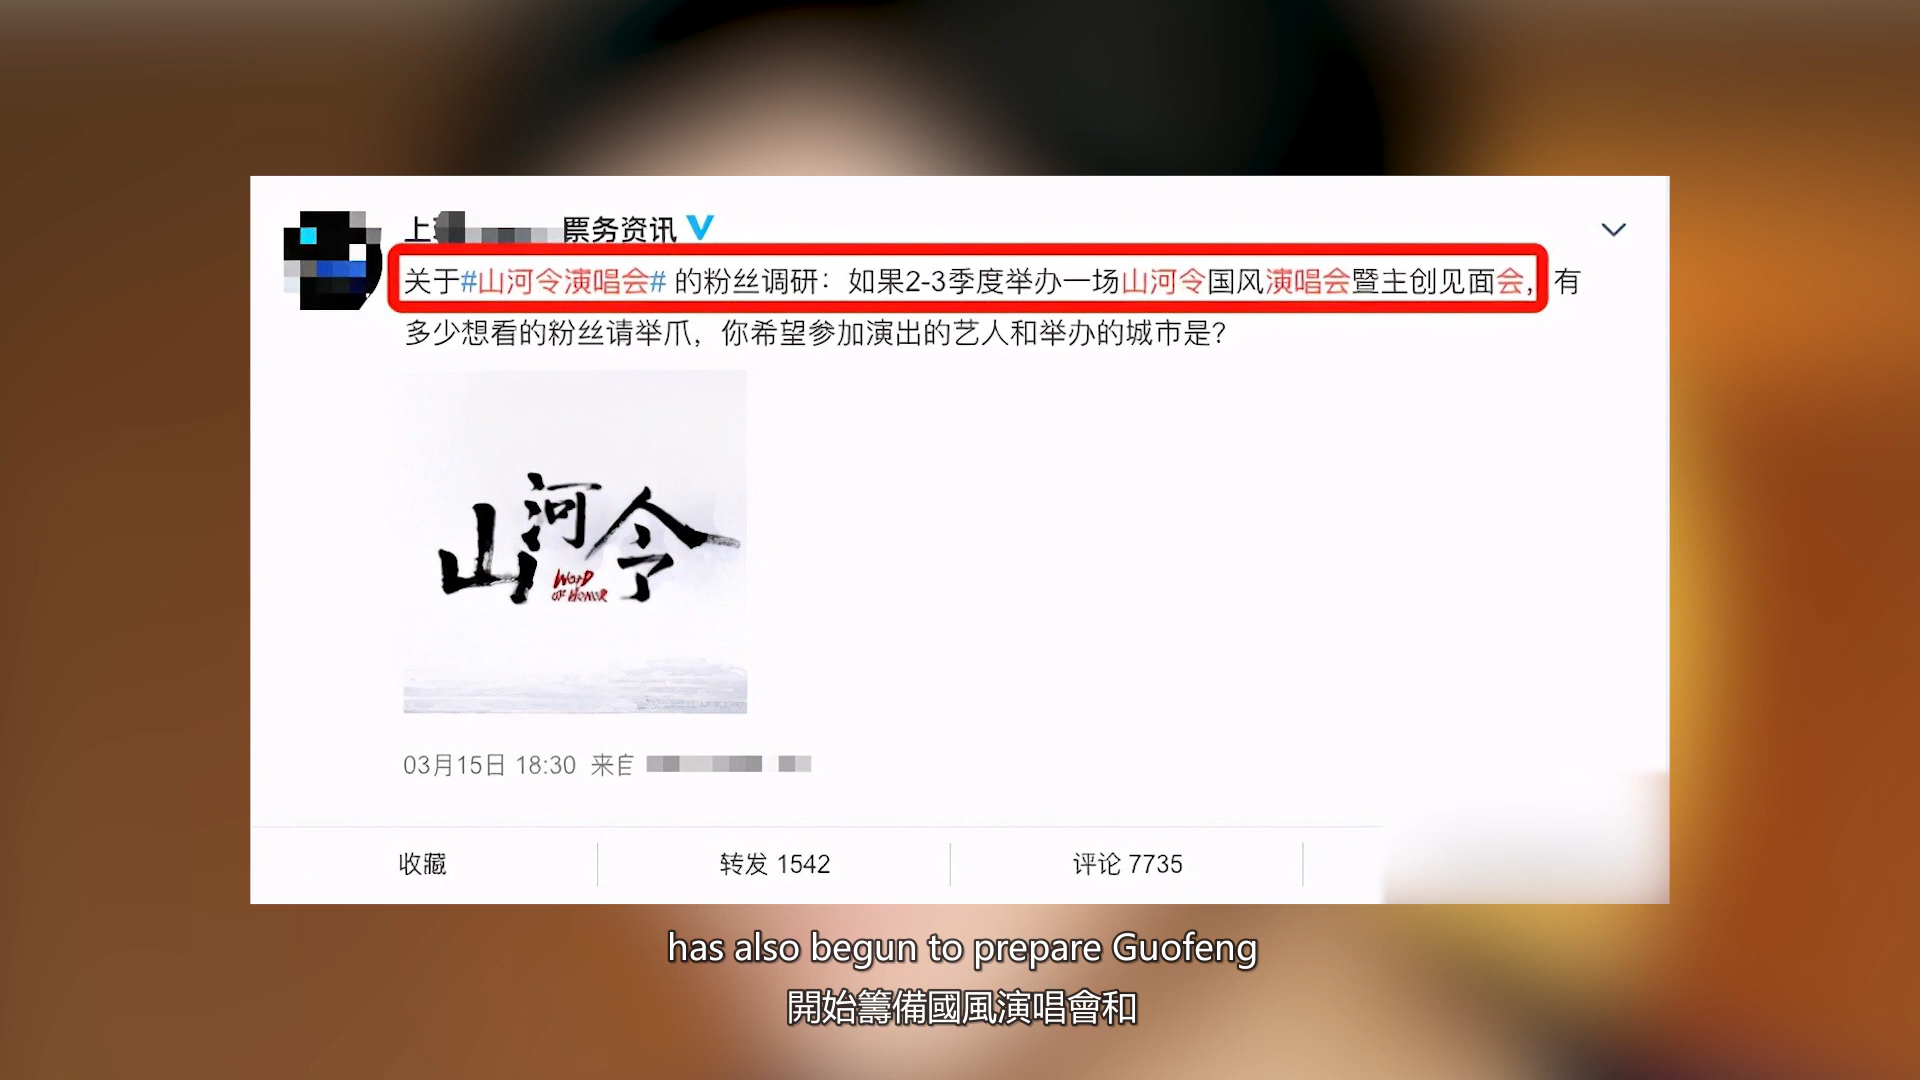 上 票务资讯
关于#山河令演唱会# 的粉丝调研：如果2-3季度举办一场山河令国风演唱会暨主创见面会，有
多少想看的粉丝请举爪，你希望参加演出的艺人和举办的城市是？
山河令
WORD OF HONOR
03月15日 18:30 来自
收藏
转发 1542
评论 7735
has also begun to prepare Guofeng
開始籌備國風演唱會和